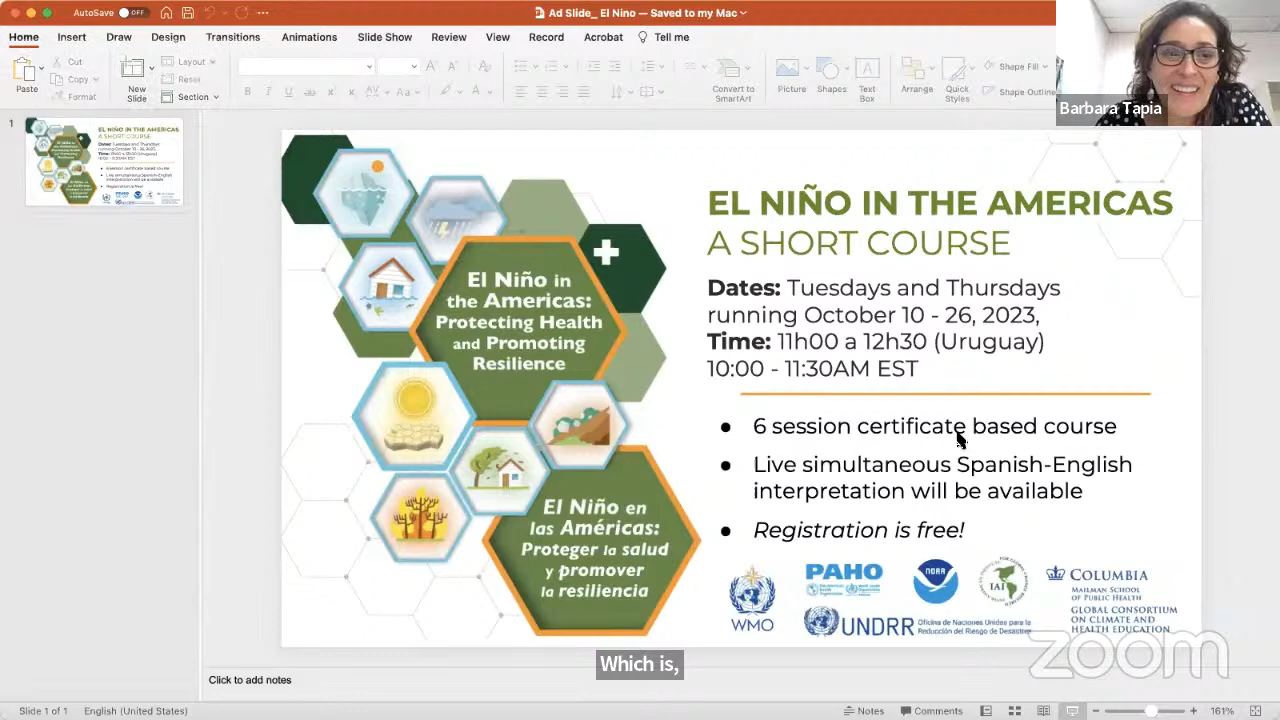 AutoSave OFF
Ad Slide_ El Nino — Saved to my Mac
Home Insert Draw Design Transitions Animations Slide Show Review View Record Acrobat Tell me
Paste
Cut
Copy
Format
New
Slide
Layout
Reset
Section
Convert to
SmartArt
Picture
Shapes
Text
Box
Arrange
Quick
Styles
Shape Fill
Shape Outline
Barbara Tapia
1
EL NIÑO IN THE AMERICAS
A SHORT COURSE
Dates: Tuesdays and Thursdays
running October 10 - 26, 2023,
Time: 11h00 a 12h30 (Uruguay)
10:00 - 11:30AM EST
6 session certificate based course
Live simultaneous Spanish-English
interpretation will be available
Registration is free!
El Niño in
the Americas:
Protecting Health
and Promoting
Resilience
El Niño en
las Américas:
Proteger la salud
y promover
la resiliencia
WMO
PAHO
NOAA
IAI
COLUMBIA
MAILMAN SCHOOL
OF PUBLIC HEALTH
GLOBAL CONSORTIUM
ON CLIMATE AND
HEALTH EDUCATION
UNDRR
Oficina de Naciones Unidas para la
Reducción del Riesgo de Desastres
zoom
Which is,
Click to add notes
Slide 1 of 1 English (United States) Notes Comments 161%